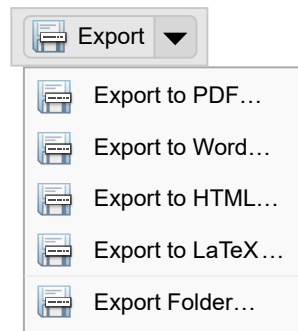 Export
Export to PDF…
Export to Word…
Export to HTML…
Export to LaTeX…
Export Folder…